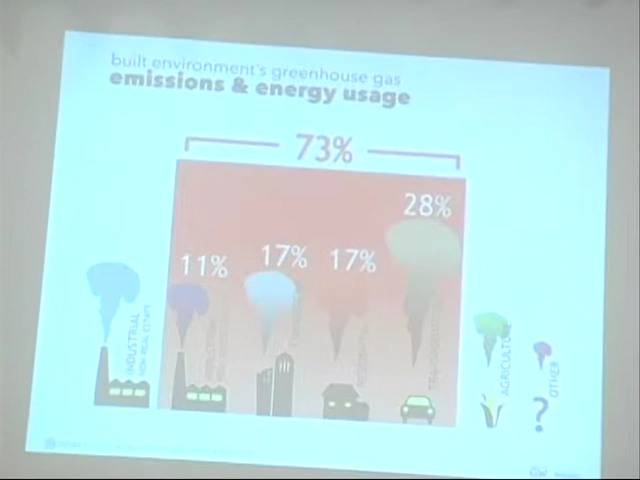 built environment's greenhouse gas
emissions & energy usage
73%
28%
17%
17%
11%
INDUSTRIAL
NON REAL ESTATE
AGRICULTURE
OTHER
?